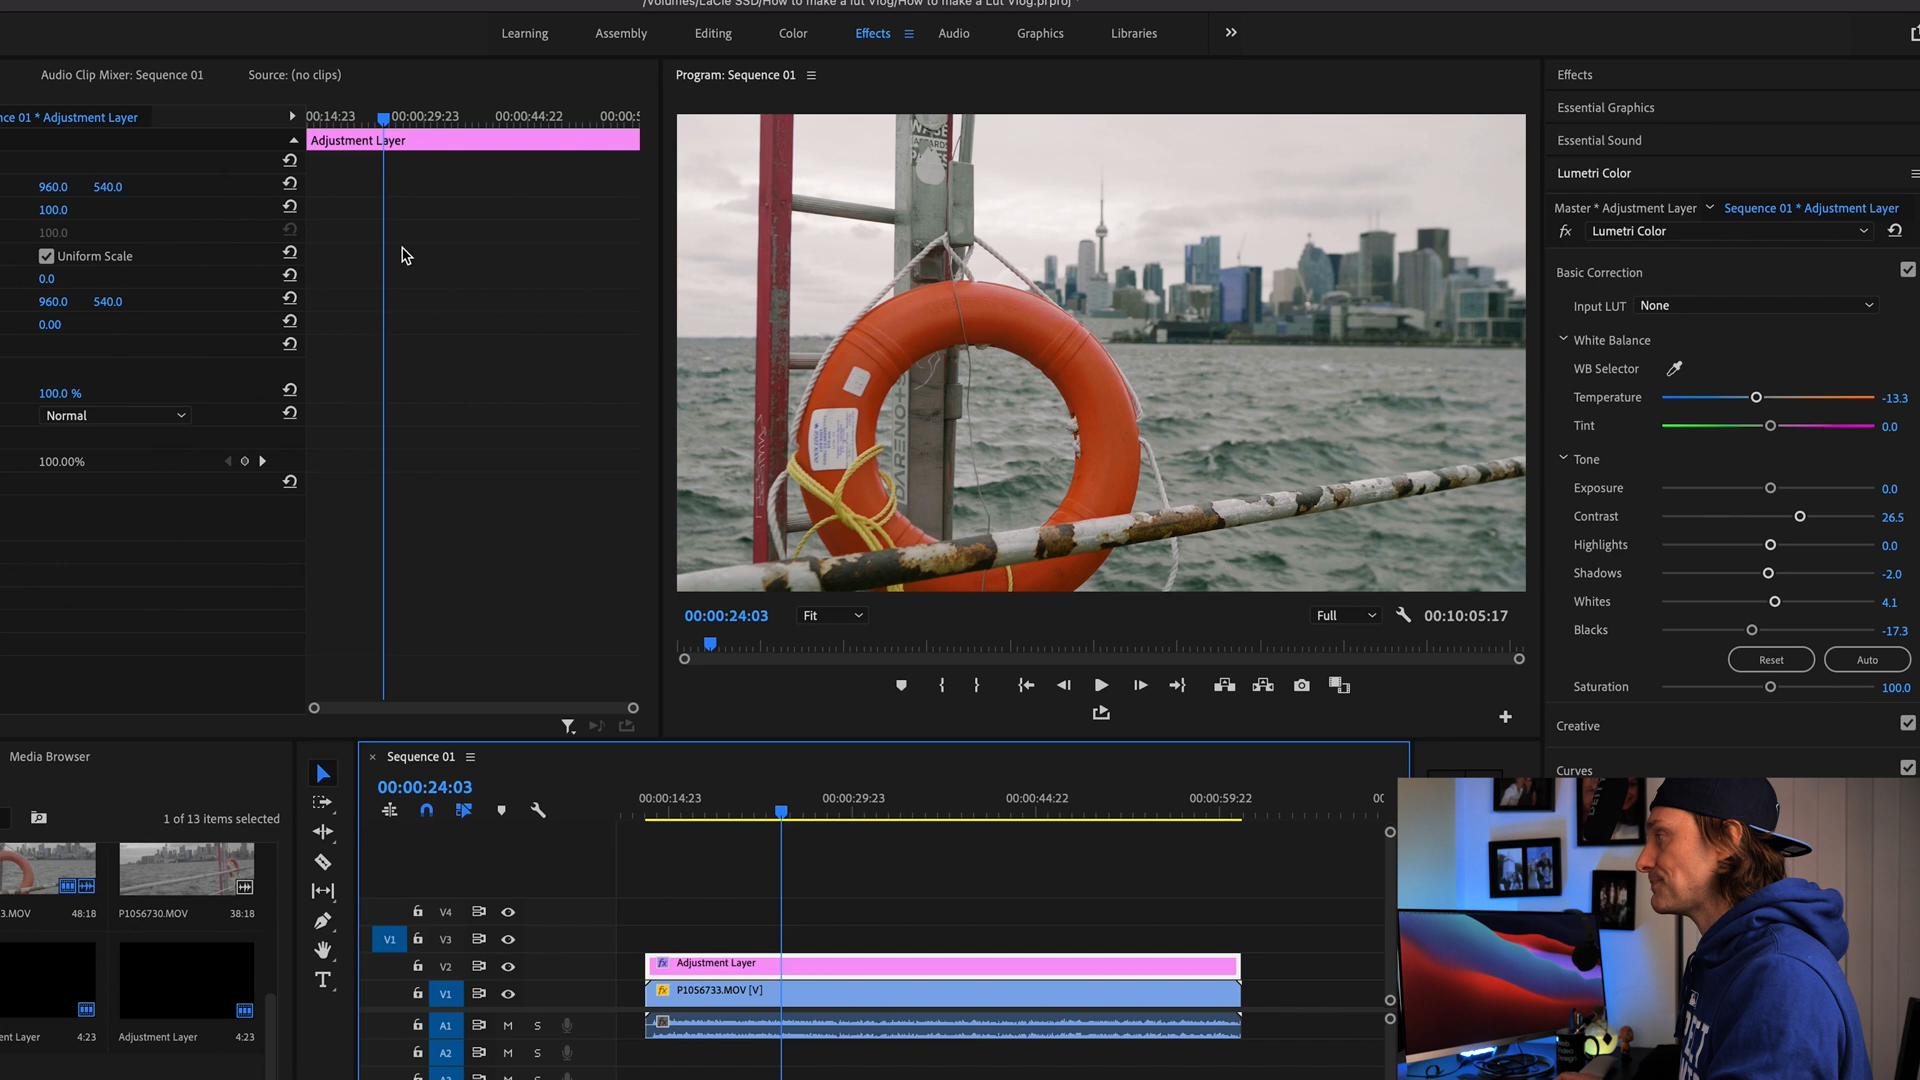 /Volumes/LaCie SSD/How to make a lut Vlog/How to make a Lut Vlog.prproj *
Learning Assembly Editing Color Effects Audio Graphics Libraries
Audio Clip Mixer: Sequence 01 Source: (no clips)
nce 01 * Adjustment Layer
00:14:23 00:00:29:23 00:00:44:22 00:00:5
Adjustment Layer
960.0 540.0
100.0
100.0
Uniform Scale
0.0
960.0 540.0
0.00
100.0 %
Normal
100.00%
Program: Sequence 01
00:00:24:03 Fit Full 00:10:05:17
Effects
Essential Graphics
Essential Sound
Lumetri Color
Master * Adjustment Layer Sequence 01 * Adjustment Layer
fx Lumetri Color
Basic Correction
Input LUT None
White Balance
WB Selector
Temperature -13.3
Tint 0.0
Tone
Exposure 0.0
Contrast 26.5
Highlights 0.0
Shadows -2.0
Whites 4.1
Blacks -17.3
Reset Auto
Saturation 100.0
Creative
Curves
Media Browser
1 of 13 items selected
3.MOV 48:18 P1056730.MOV 38:18
ent Layer 4:23 Adjustment Layer 4:23
× Sequence 01
00:00:24:03
00:00:14:23 00:00:29:23 00:00:44:22 00:00:59:22 00
V4
V1 V3
V2 fx Adjustment Layer
V1 fx P1056733.MOV [V]
A1 M S
A2 M S